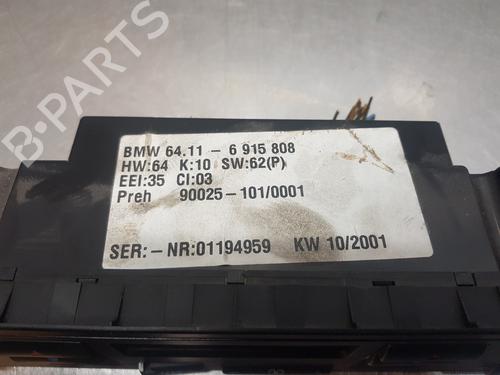 BMW 64.11 - 6 915 808
HW:64 K:10 SW:62(P)
EEI:35 CI:03
Preh 90025-101/0001
SER:-NR:01194959 KW 10/2001
B-PARTS